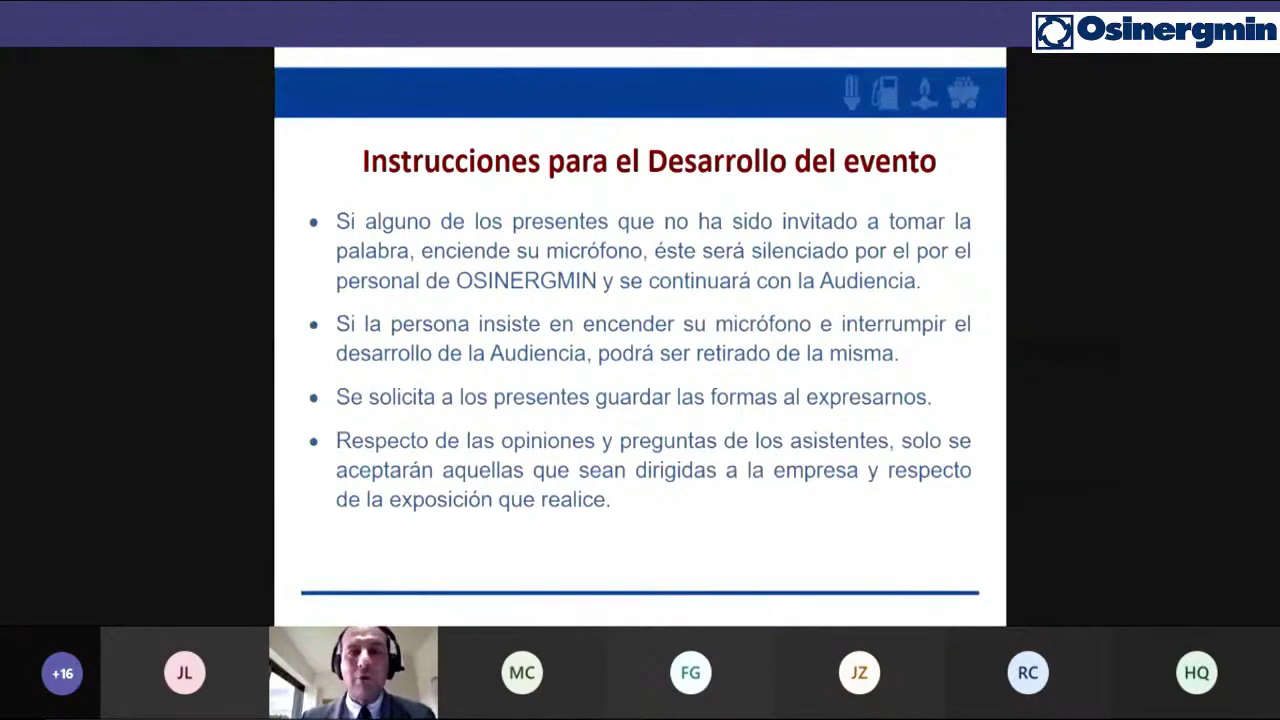 Osinergmin
Instrucciones para el Desarrollo del evento
• Si alguno de los presentes que no ha sido invitado a tomar la
palabra, enciende su micrófono, éste será silenciado por el por el
personal de OSINERGMIN y se continuará con la Audiencia.
• Si la persona insiste en encender su micrófono e interrumpir el
desarrollo de la Audiencia, podrá ser retirado de la misma.
• Se solicita a los presentes guardar las formas al expresarnos.
• Respecto de las opiniones y preguntas de los asistentes, solo se
aceptarán aquellas que sean dirigidas a la empresa y respecto
de la exposición que realice.
+16 JL MC FG JZ RC HQ